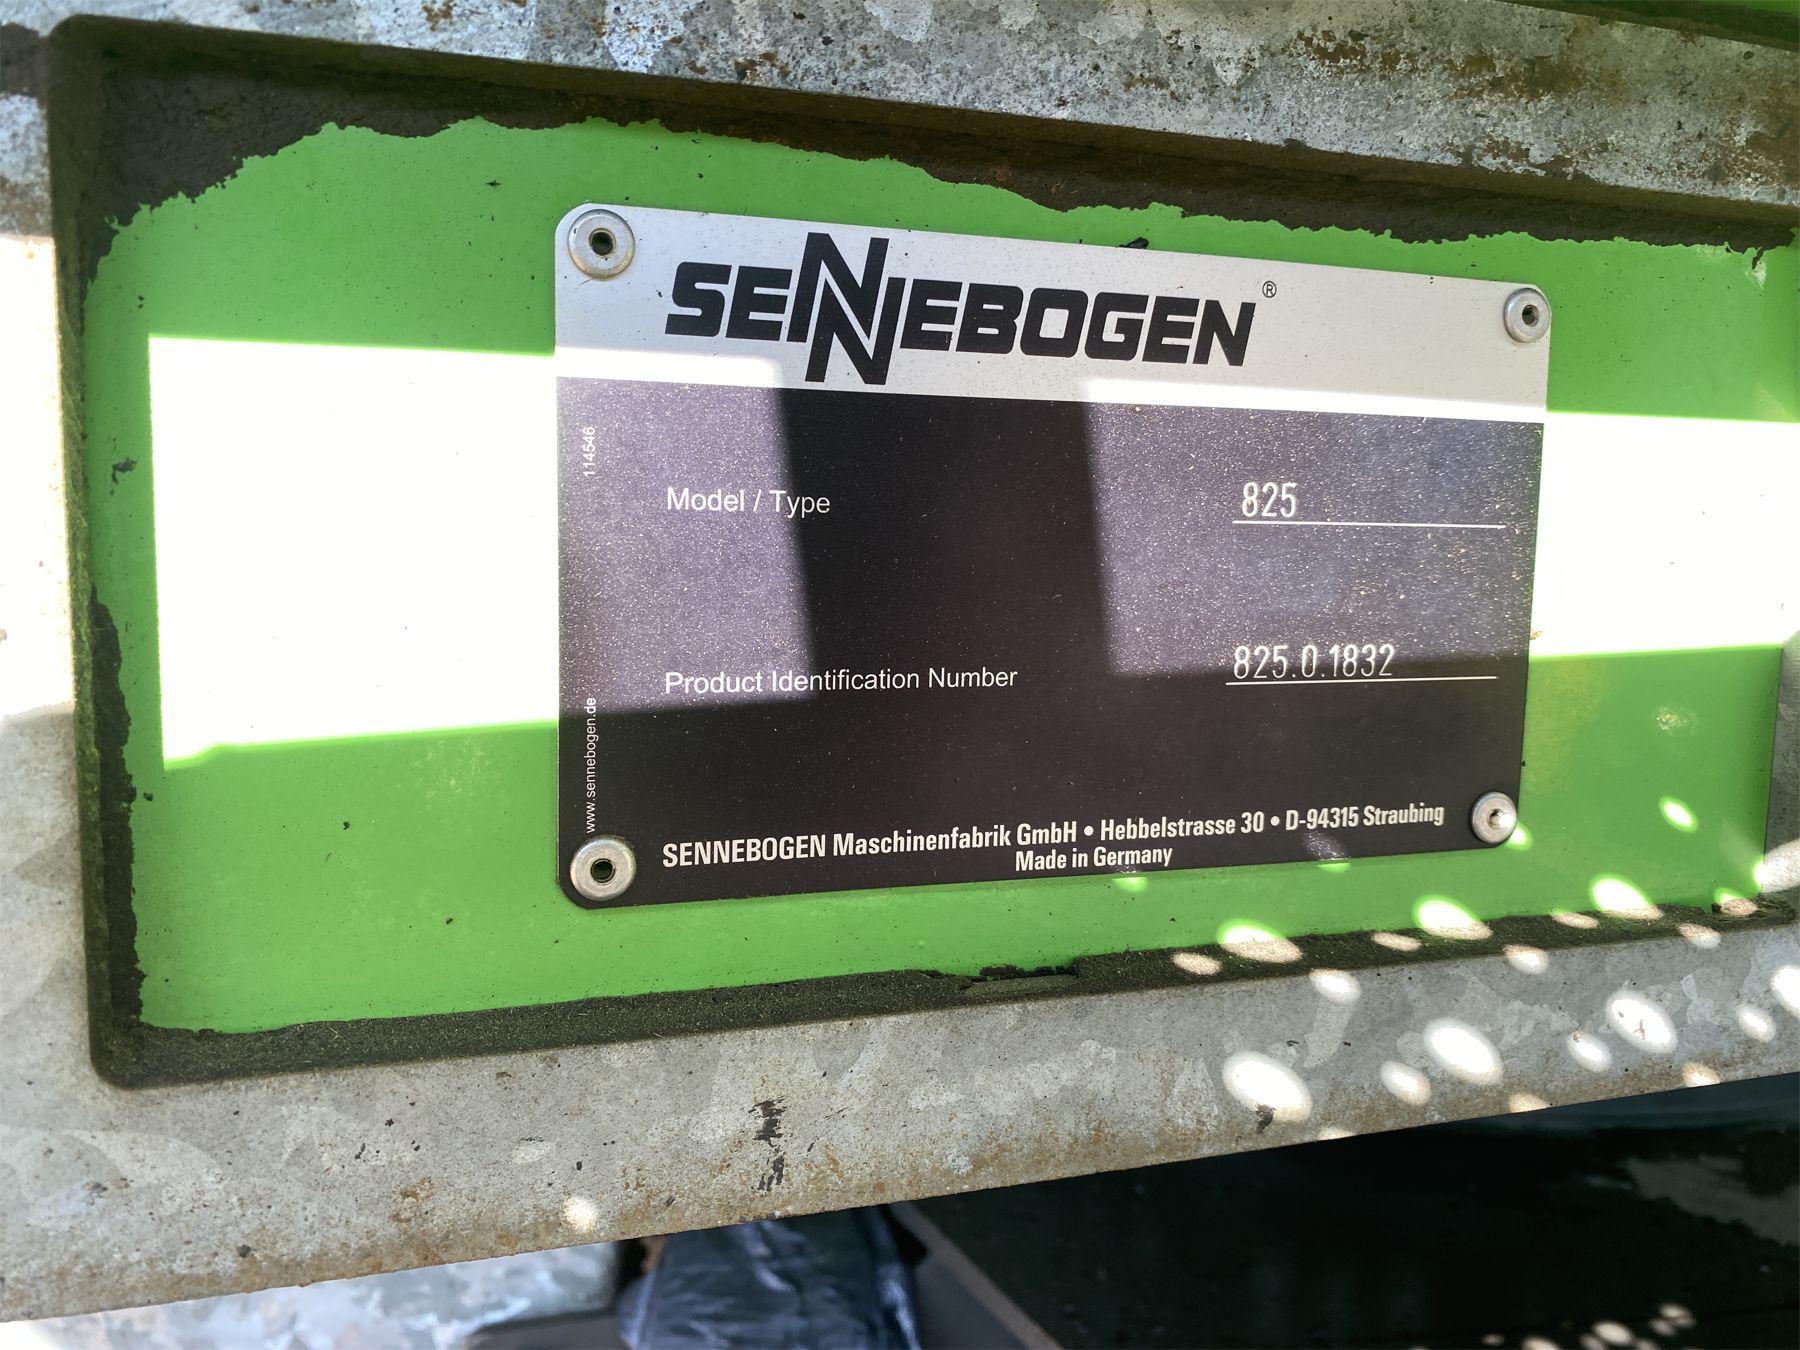 SENNEBOGEN®
114546
Model / Type 825
Product Identification Number 825.0.1832
www.sennebogen.de
SENNEBOGEN Maschinenfabrik GmbH • Hebbelstrasse 30 • D-94315 Straubing
Made in Germany